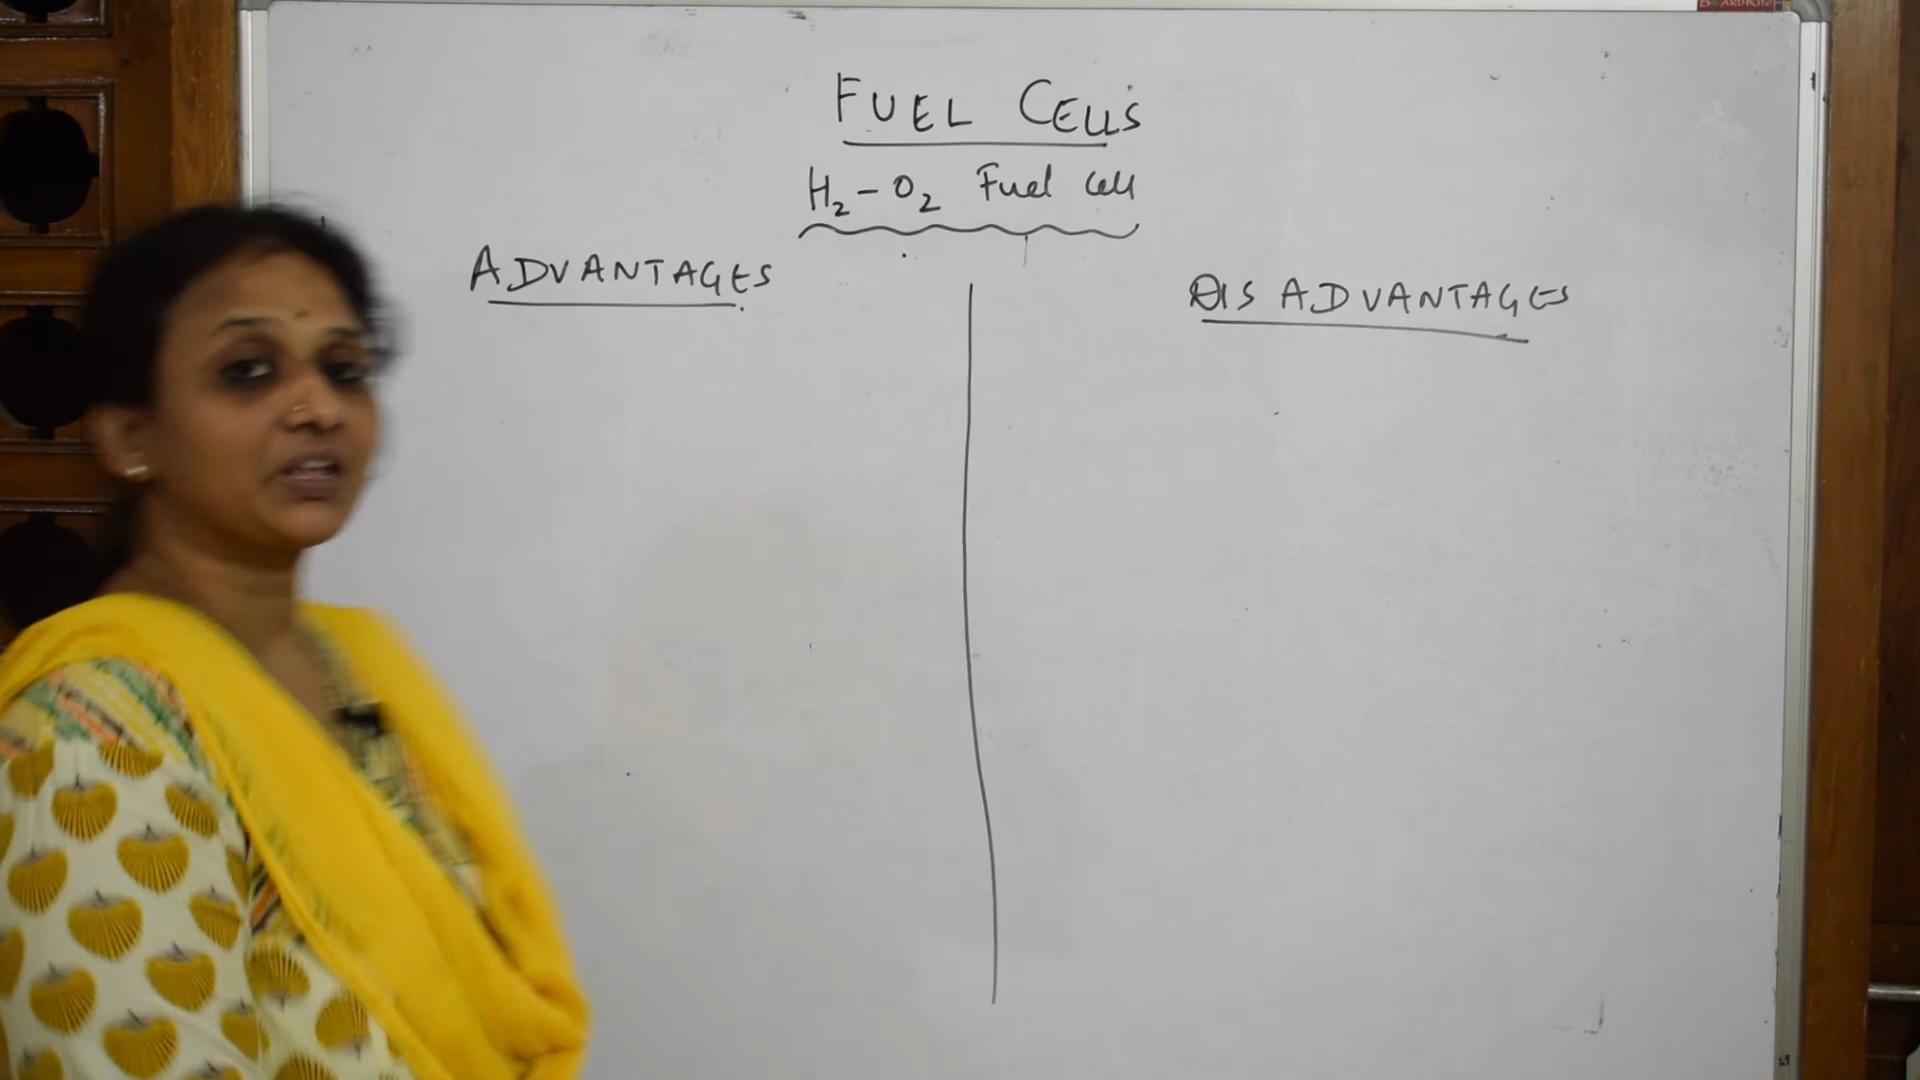 FUEL CELLS
H₂-O₂ Fuel Cell
ADVANTAGES
DIS ADVANTAGES